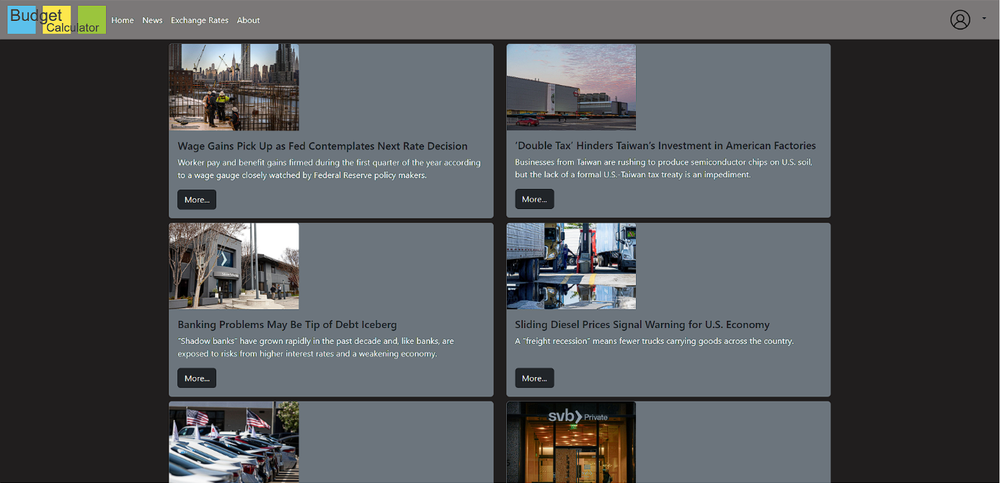 Budget
Calculator
Home News Exchange Rates About
Wage Gains Pick Up as Fed Contemplates Next Rate Decision
Worker pay and benefit gains firmed during the first quarter of the year according
to a wage gauge closely watched by Federal Reserve policy makers.
More...
‘Double Tax’ Hinders Taiwan’s Investment in American Factories
Businesses from Taiwan are rushing to produce semiconductor chips on U.S. soil,
but the lack of a formal U.S.-Taiwan tax treaty is an impediment.
More...
Banking Problems May Be Tip of Debt Iceberg
“Shadow banks” have grown rapidly in the past decade and, like banks, are
exposed to risks from higher interest rates and a weakening economy.
More...
Sliding Diesel Prices Signal Warning for U.S. Economy
A “freight recession” means fewer trucks carrying goods across the country.
More...
svb Private